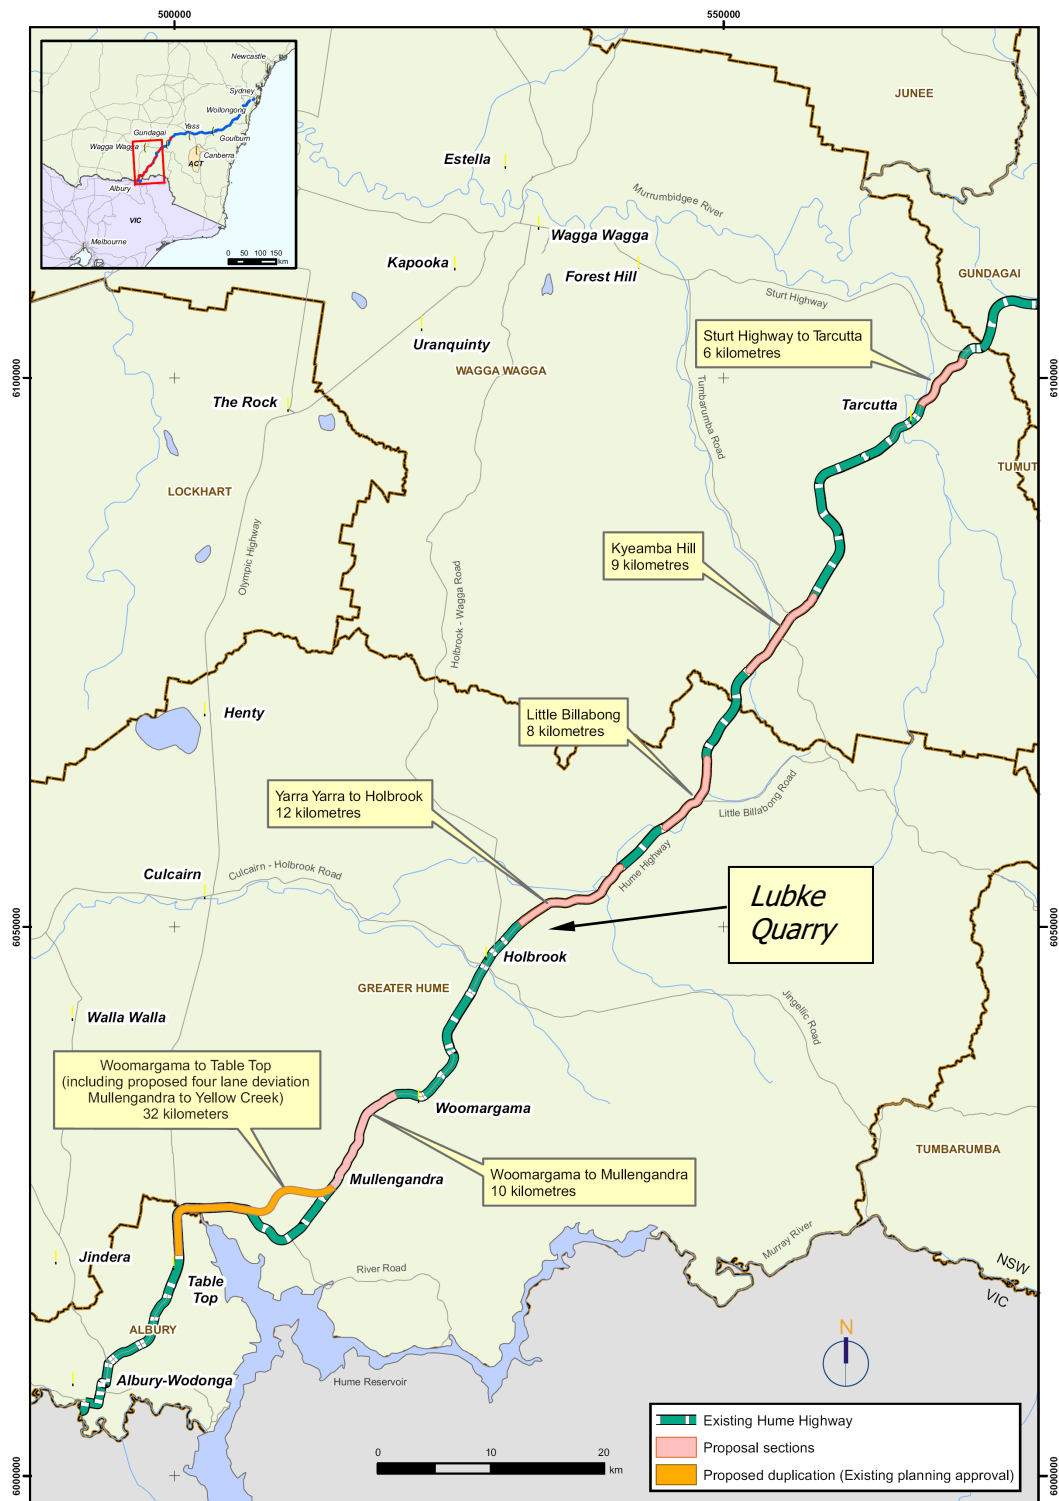 500000
550000
Newcastle
Sydney
Wollongong
Yass
Gundagai
Goulburn
Wagga Wagga
Canberra
ACT
Albury
VIC
Melbourne
0 50 100 150
km
JUNEE
Estella
Murrumbidgee River
Wagga Wagga
Kapooka
Forest Hill
GUNDAGAI
Sturt Highway
Uranquinty
Sturt Highway to Tarcutta
6 kilometres
WAGGA WAGGA
6100000
6100000
The Rock
Tarcutta
Tumbarumba Road
TUMUT
LOCKHART
Olympic Highway
Kyeamba Hill
9 kilometres
Holbrook - Wagga Road
Henty
Little Billabong
8 kilometres
Yarra Yarra to Holbrook
12 kilometres
Little Billabong Road
Hume Highway
Culcairn
Culcairn - Holbrook Road
Lubke
Quarry
6050000
6050000
Holbrook
GREATER HUME
Jingellic Road
Walla Walla
Woomargama to Table Top
(including proposed four lane deviation
Mullengandra to Yellow Creek)
32 kilometers
Woomargama
TUMBARUMBA
Mullengandra
Woomargama to Mullengandra
10 kilometres
Murray River
Jindera
NSW
VIC
River Road
Table
Top
ALBURY
N
Albury-Wodonga
Hume Reservoir
Existing Hume Highway
Proposal sections
Proposed duplication (Existing planning approval)
0 10 20
km
6000000
6000000